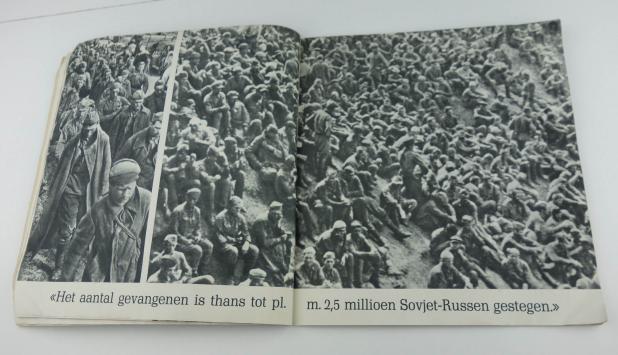 «Het aantal gevangenen is thans tot pl. m. 2,5 millioen Sovjet-Russen gestegen.»